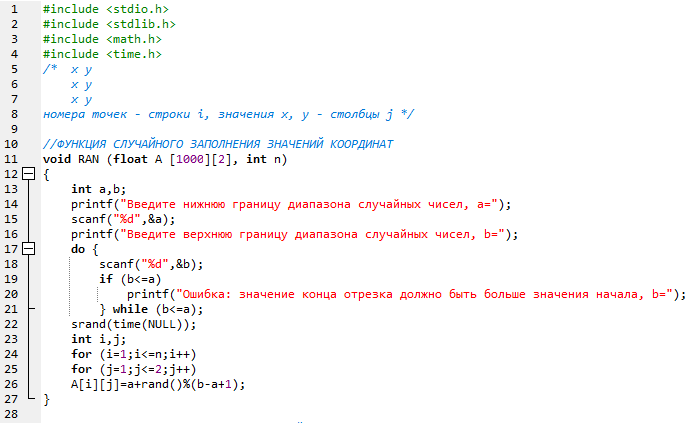 1 #include <stdio.h>
2 #include <stdlib.h>
3 #include <math.h>
4 #include <time.h>
5 /*  x y
6     x y
7     x y
8 номера точек - строки i, значения x, y - столбцы j */
9
10 //ФУНКЦИЯ СЛУЧАЙНОГО ЗАПОЛНЕНИЯ ЗНАЧЕНИЙ КООРДИНАТ
11 void RAN (float A [1000][2], int n)
12 {
13     int a,b;
14     printf("Введите нижнюю границу диапазона случайных чисел, a=");
15     scanf("%d",&a);
16     printf("Введите верхнюю границу диапазона случайных чисел, b=");
17     do {
18         scanf("%d",&b);
19         if (b<=a)
20             printf("Ошибка: значение конца отрезка должно быть больше значения начала, b=");
21         } while (b<=a);
22     srand(time(NULL));
23     int i,j;
24     for (i=1;i<=n;i++)
25     for (j=1;j<=2;j++)
26     A[i][j]=a+rand()%(b-a+1);
27 }
28